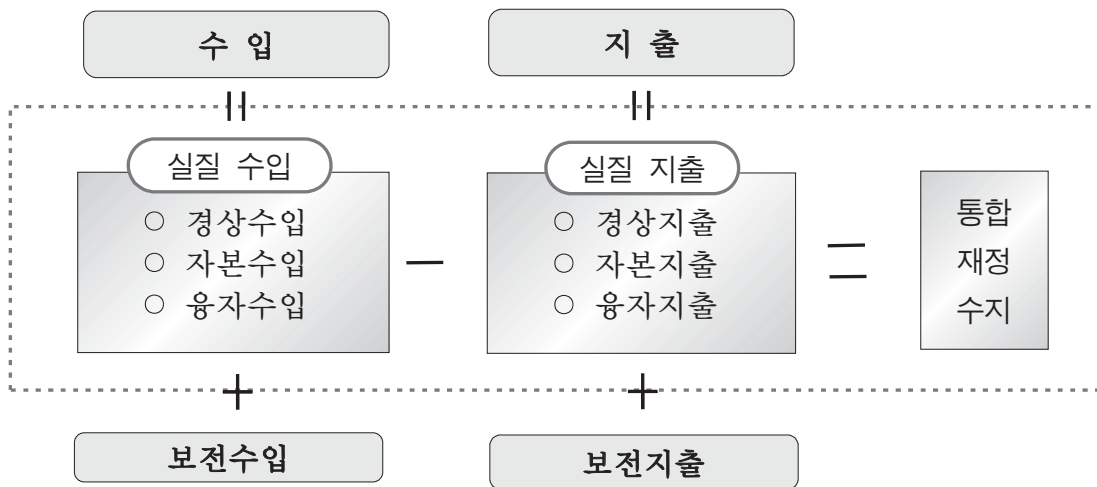 수 입
지 출
실질 수입
○ 경상수입
○ 자본수입
○ 융자수입
실질 지출
○ 경상지출
○ 자본지출
○ 융자지출
통합
재정
수지
보전수입
보전지출